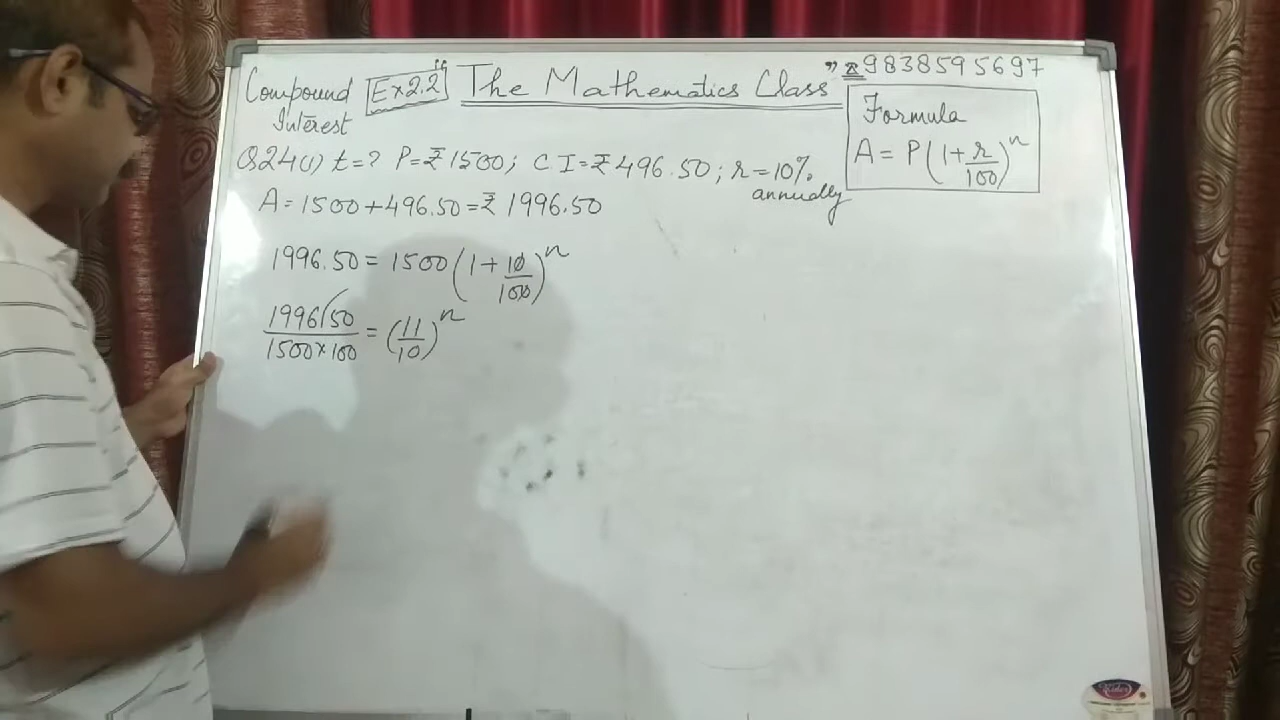 Compound Interest
Ex 2.2
"The Mathematics Class"
☎9838595697
Formula
A = P(1+r/100)^n
Q.24(i) t=? P=₹1500; C.I=₹496.50; r=10% annually
A = 1500+496.50=₹ 1996.50
1996.50 = 1500(1+10/100)^n
199650/1500×100 = (11/10)^n